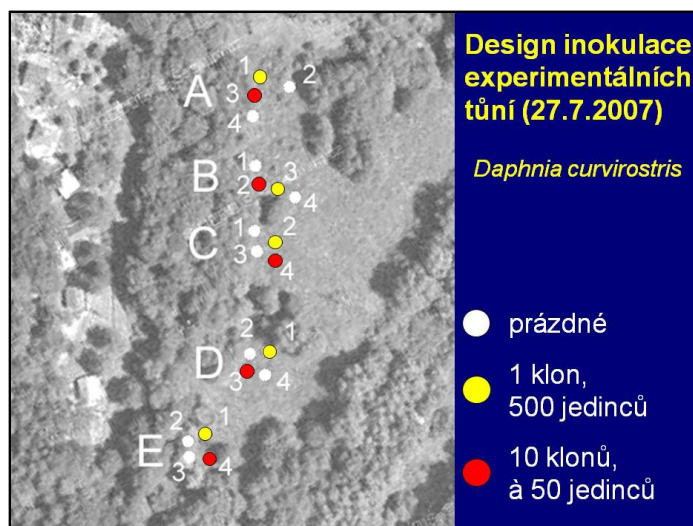 Design inokulace
experimentálních
tůní (27.7.2007)
Daphnia curvirostris
prázdné
1 klon,
500 jedinců
10 klonů,
à 50 jedinců
A
1
2
3
4
B
1
2
3
4
C
1
2
3
4
D
2
1
3
4
E
2
1
3
4